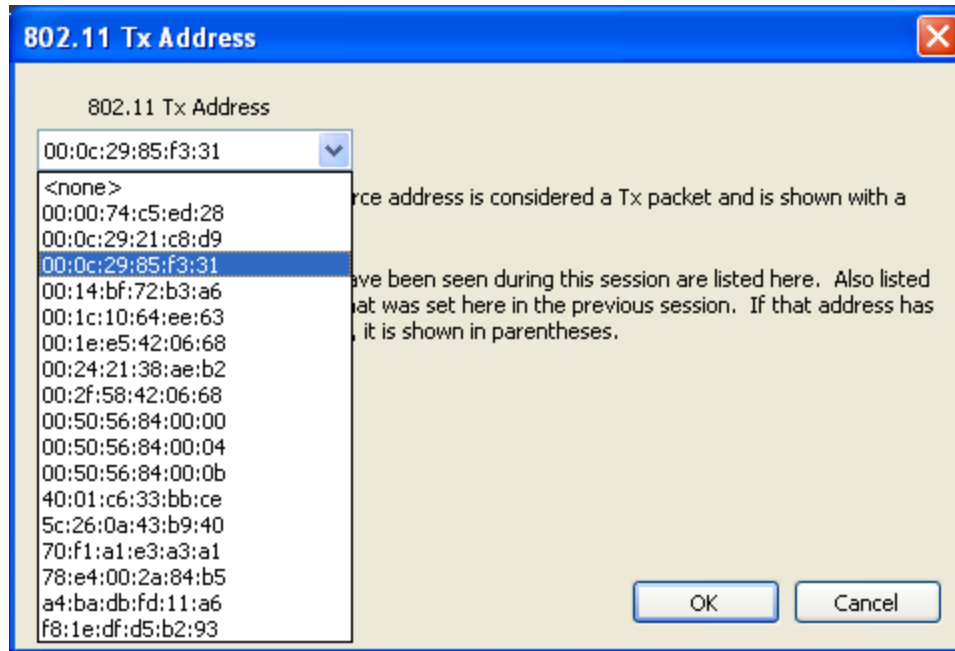 802.11 Tx Address
802.11 Tx Address
00:0c:29:85:f3:31
<none>
00:00:74:c5:ed:28
00:0c:29:21:c8:d9
00:0c:29:85:f3:31
00:14:bf:72:b3:a6
00:1c:10:64:ee:63
00:1e:e5:42:06:68
00:24:21:38:ae:b2
00:2f:58:42:06:68
00:50:56:84:00:00
00:50:56:84:00:04
00:50:56:84:00:0b
40:01:c6:33:bb:ce
5c:26:0a:43:b9:40
70:f1:a1:e3:a3:a1
78:e4:00:2a:84:b5
a4:ba:db:fd:11:a6
f8:1e:df:d5:b2:93
rce address is considered a Tx packet and is shown with a
ve been seen during this session are listed here.  Also listed
at was set here in the previous session.  If that address has
, it is shown in parentheses.
OK
Cancel